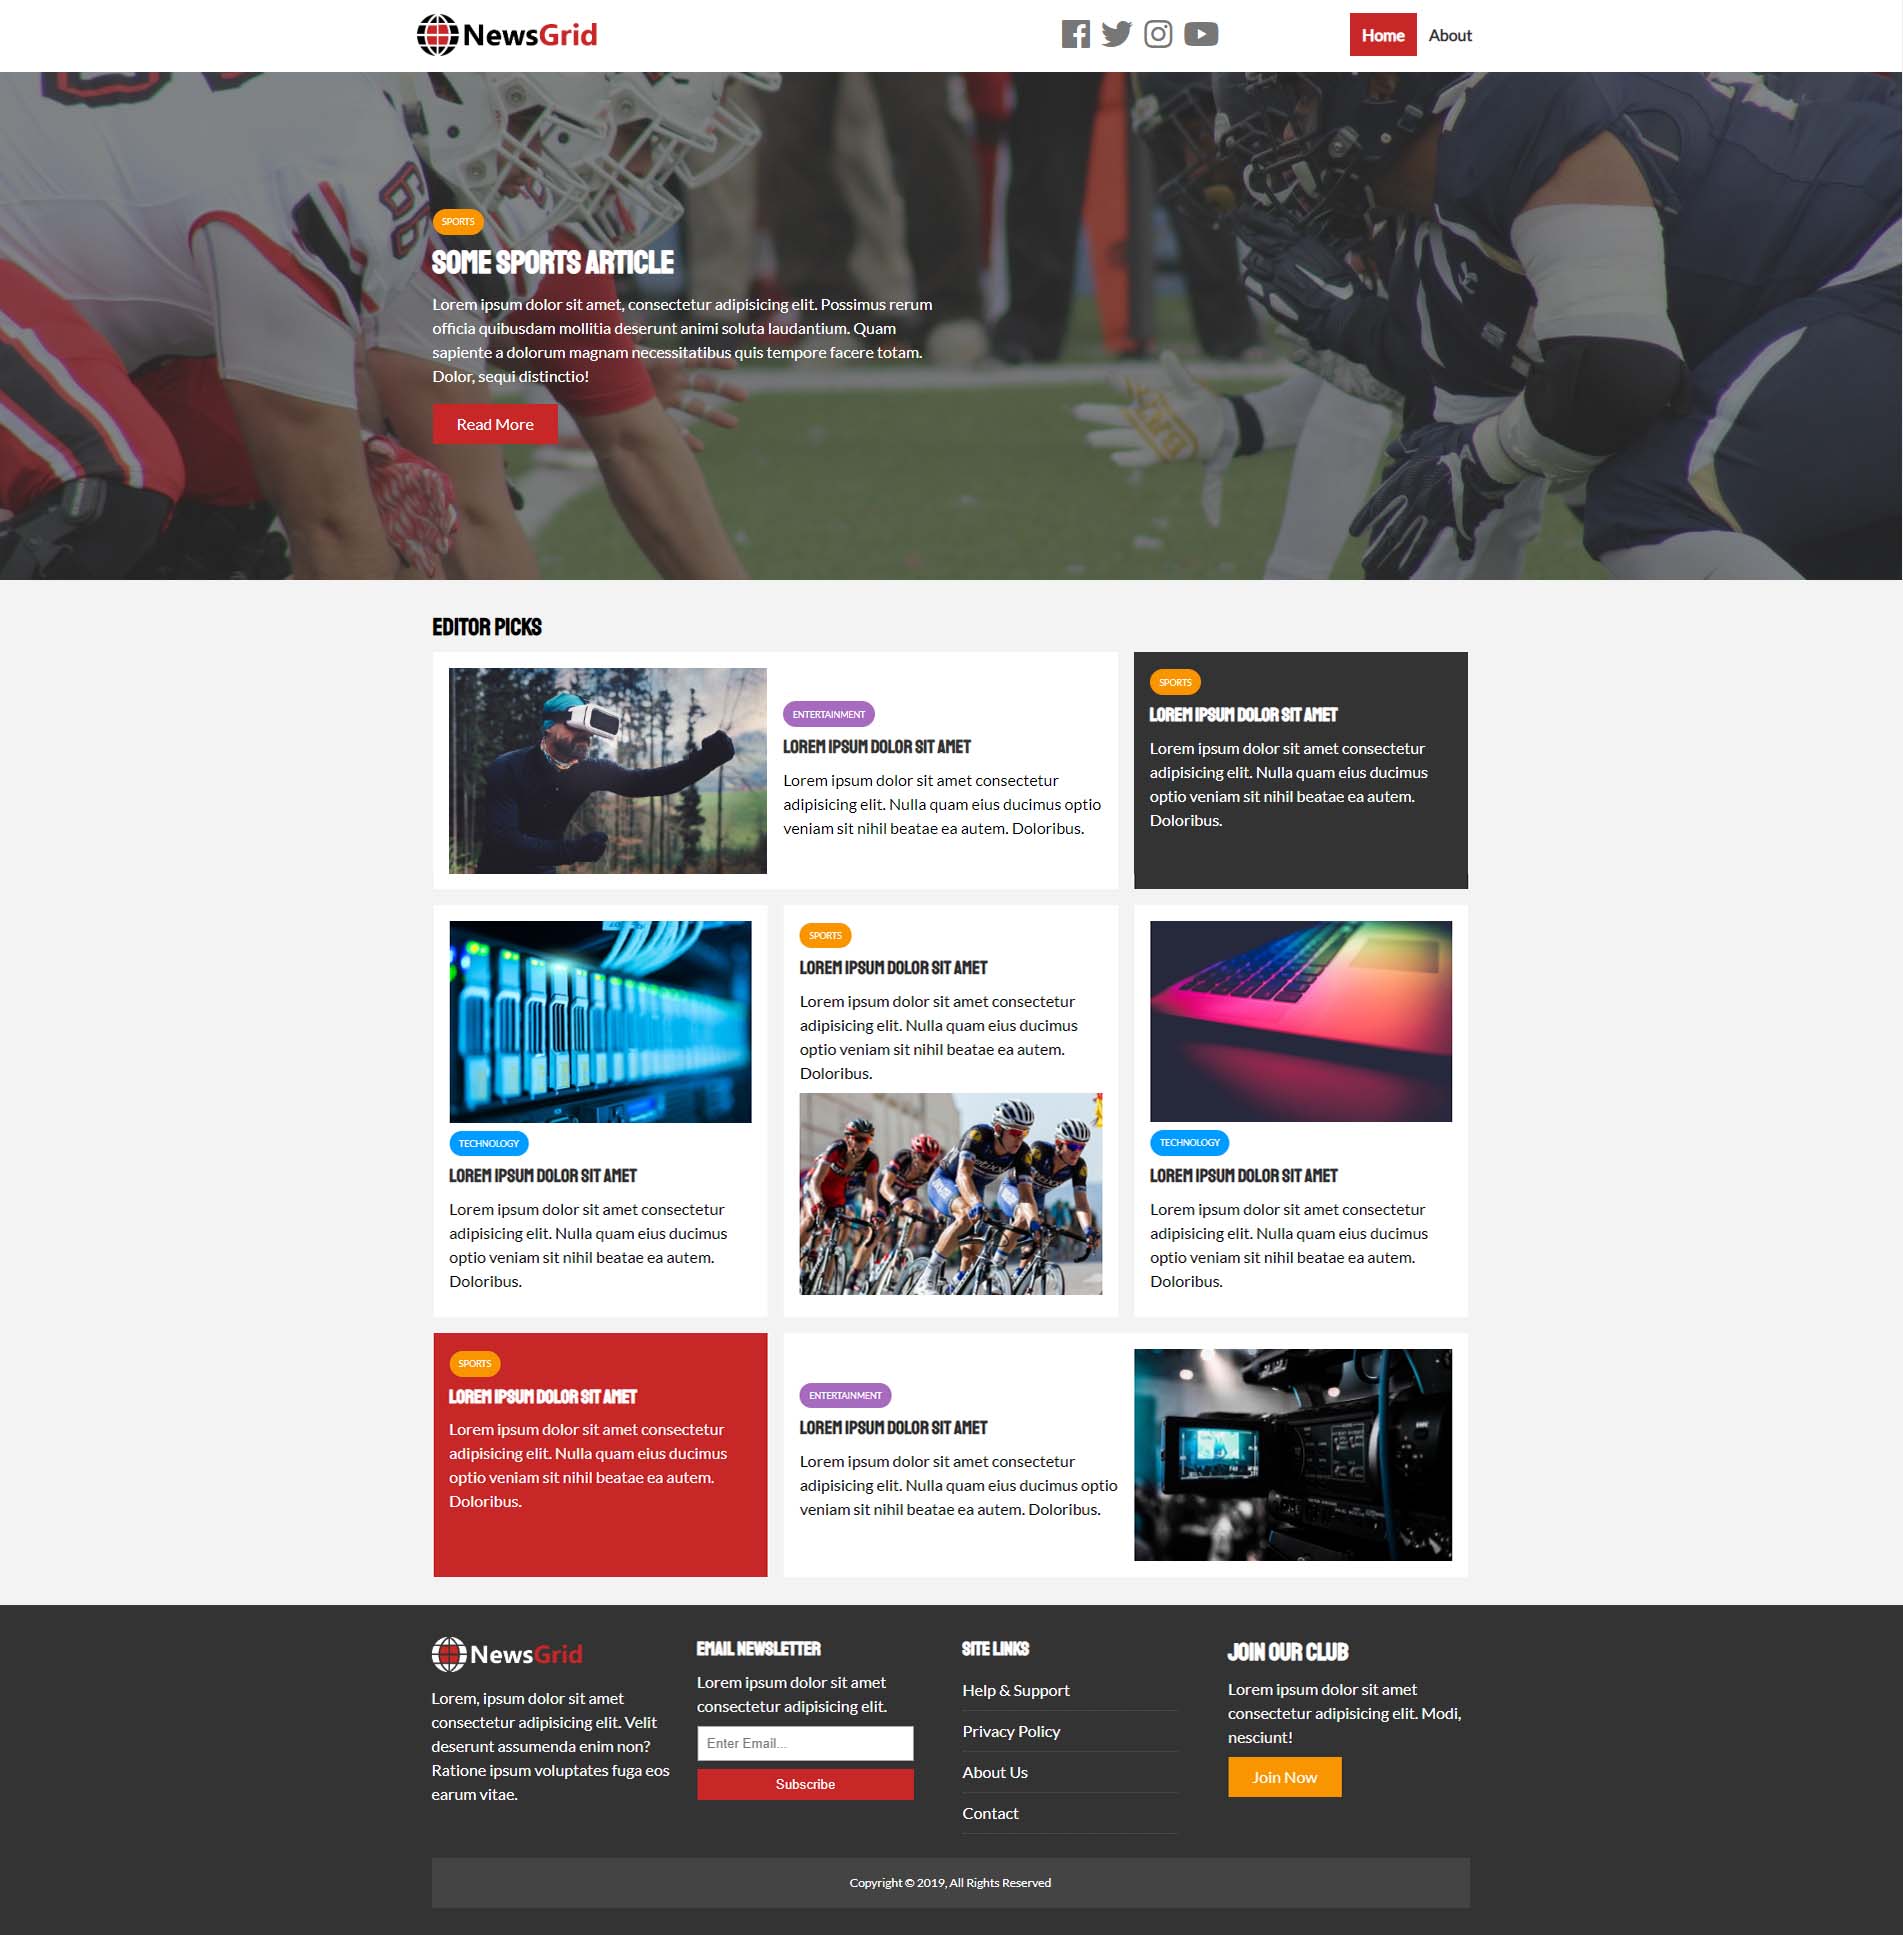 NewsGrid
Home
About
SPORTS
SOME SPORTS ARTICLE
Lorem ipsum dolor sit amet, consectetur adipisicing elit. Possimus rerum
officia quibusdam mollitia deserunt animi soluta laudantium. Quam
sapiente a dolorum magnam necessitatibus quis tempore facere totam.
Dolor, sequi distinctio!
Read More
EDITOR PICKS
ENTERTAINMENT
LOREM IPSUM DOLOR SIT AMET
Lorem ipsum dolor sit amet consectetur
adipisicing elit. Nulla quam eius ducimus optio
veniam sit nihil beatae ea autem. Doloribus.
SPORTS
LOREM IPSUM DOLOR SIT AMET
Lorem ipsum dolor sit amet consectetur
adipisicing elit. Nulla quam eius ducimus
optio veniam sit nihil beatae ea autem.
Doloribus.
TECHNOLOGY
LOREM IPSUM DOLOR SIT AMET
Lorem ipsum dolor sit amet consectetur
adipisicing elit. Nulla quam eius ducimus
optio veniam sit nihil beatae ea autem.
Doloribus.
SPORTS
LOREM IPSUM DOLOR SIT AMET
Lorem ipsum dolor sit amet consectetur
adipisicing elit. Nulla quam eius ducimus
optio veniam sit nihil beatae ea autem.
Doloribus.
TECHNOLOGY
LOREM IPSUM DOLOR SIT AMET
Lorem ipsum dolor sit amet consectetur
adipisicing elit. Nulla quam eius ducimus
optio veniam sit nihil beatae ea autem.
Doloribus.
SPORTS
LOREM IPSUM DOLOR SIT AMET
Lorem ipsum dolor sit amet consectetur
adipisicing elit. Nulla quam eius ducimus
optio veniam sit nihil beatae ea autem.
Doloribus.
ENTERTAINMENT
LOREM IPSUM DOLOR SIT AMET
Lorem ipsum dolor sit amet consectetur
adipisicing elit. Nulla quam eius ducimus optio
veniam sit nihil beatae ea autem. Doloribus.
NewsGrid
Lorem, ipsum dolor sit amet
consectetur adipisicing elit. Velit
deserunt assumenda enim non?
Ratione ipsum voluptates fuga eos
earum vitae.
EMAIL NEWSLETTER
Lorem ipsum dolor sit amet
consectetur adipisicing elit.
Enter Email...
Subscribe
SITE LINKS
Help & Support
Privacy Policy
About Us
Contact
JOIN OUR CLUB
Lorem ipsum dolor sit amet
consectetur adipisicing elit. Modi,
nesciunt!
Join Now
Copyright © 2019, All Rights Reserved